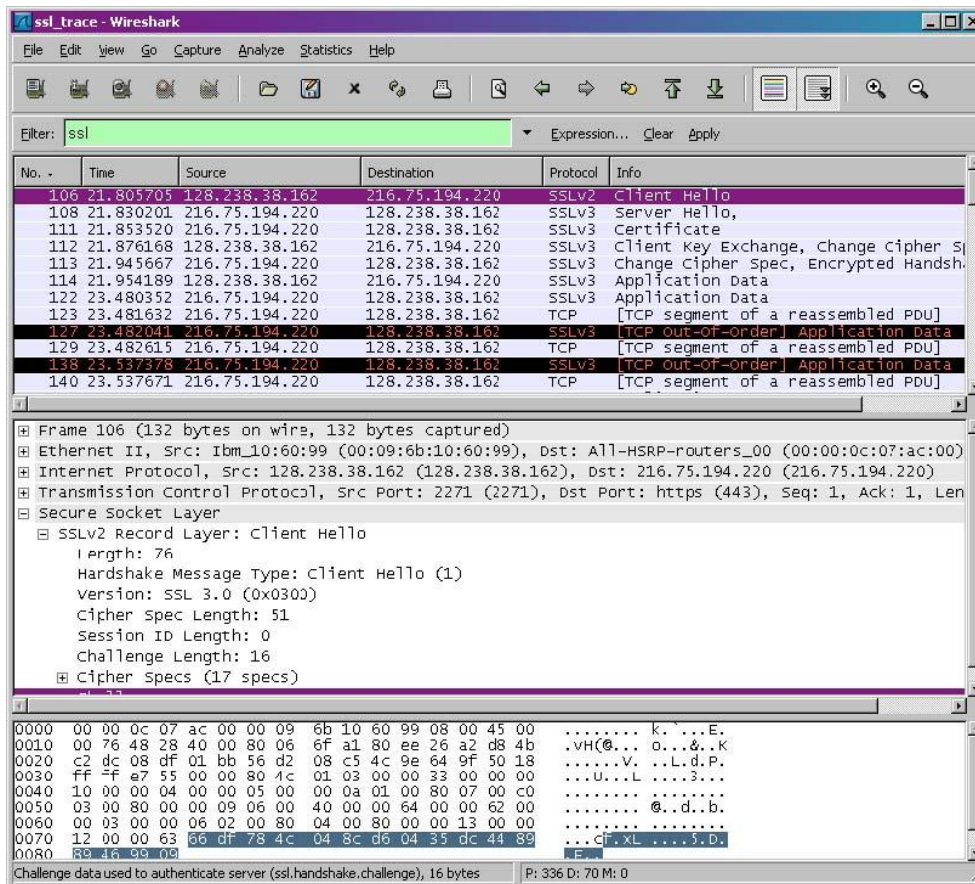 ssl_trace - Wireshark
File Edit View Go Capture Analyze Statistics Help
Filter: ssl Expression... Clear Apply
No. - Time Source Destination Protocol Info
106 21.805705 128.238.38.162 216.75.194.220 SSLv2 Client Hello
108 21.830201 216.75.194.220 128.238.38.162 SSLv3 Server Hello,
111 21.853520 216.75.194.220 128.238.38.162 SSLv3 Certificate
112 21.876168 128.238.38.162 216.75.194.220 SSLv3 Client Key Exchange, Change Cipher Sp
113 21.945667 216.75.194.220 128.238.38.162 SSLv3 Change Cipher Spec, Encrypted Handsh
114 21.954189 128.238.38.162 216.75.194.220 SSLv3 Application Data
122 23.480352 216.75.194.220 128.238.38.162 SSLv3 Application Data
123 23.481632 216.75.194.220 128.238.38.162 TCP [TCP segment of a reassembled PDU]
127 23.482041 216.75.194.220 128.238.38.162 SSLv3 [TCP Out-Of-Order] Application Data
129 23.482615 216.75.194.220 128.238.38.162 TCP [TCP segment of a reassembled PDU]
138 23.537378 216.75.194.220 128.238.38.162 SSLv3 [TCP Out-Of-Order] Application Data
140 23.537671 216.75.194.220 128.238.38.162 TCP [TCP segment of a reassembled PDU]
Frame 106 (132 bytes on wire, 132 bytes captured)
Ethernet II, Src: Ibm_10:60:99 (00:09:6b:10:60:99), Dst: All-HSRP-routers_00 (00:00:0c:07:ac:00)
Internet Protocol, Src: 128.238.38.162 (128.238.38.162), Dst: 216.75.194.220 (216.75.194.220)
Transmission Control Protocol, Src Port: 2271 (2271), Dst Port: https (443), Seq: 1, Ack: 1, Len
Secure Socket Layer
SSLv2 Record Layer: Client Hello
Length: 76
Handshake Message Type: Client Hello (1)
Version: SSL 3.0 (0x0300)
Cipher Spec Length: 51
Session ID Length: 0
Challenge Length: 16
Cipher Specs (17 specs)
0000 00 00 0c 07 ac 00 00 09 6b 10 60 99 08 00 45 00 ........ k.`...E.
0010 00 76 48 28 40 00 80 06 6f a1 80 ee 26 a2 d8 4b .vH(@... o...&..K
0020 c2 dc 08 df 01 bb 56 d2 08 c5 4c 9e 64 9f 50 18 ......V. ..L.d.P.
0030 ff ff e7 55 00 00 80 4c 01 03 00 00 33 00 00 00 ...U...L ....3...
0040 10 00 00 04 00 00 05 00 00 0a 01 00 80 07 00 c0 ........ ........
0050 03 00 80 00 00 09 06 00 40 00 00 64 00 00 62 00 ........ @..d..b.
0060 00 03 00 00 06 02 00 80 04 00 80 00 00 13 00 00 ........ ........
0070 12 00 00 63 66 df 78 4c 04 8c d6 04 35 dc 44 89 ...cf.xL ....5.D.
0080 89 46 99 09 .F..
Challenge data used to authenticate server (ssl.handshake.challenge), 16 bytes P: 336 D: 70 M: 0